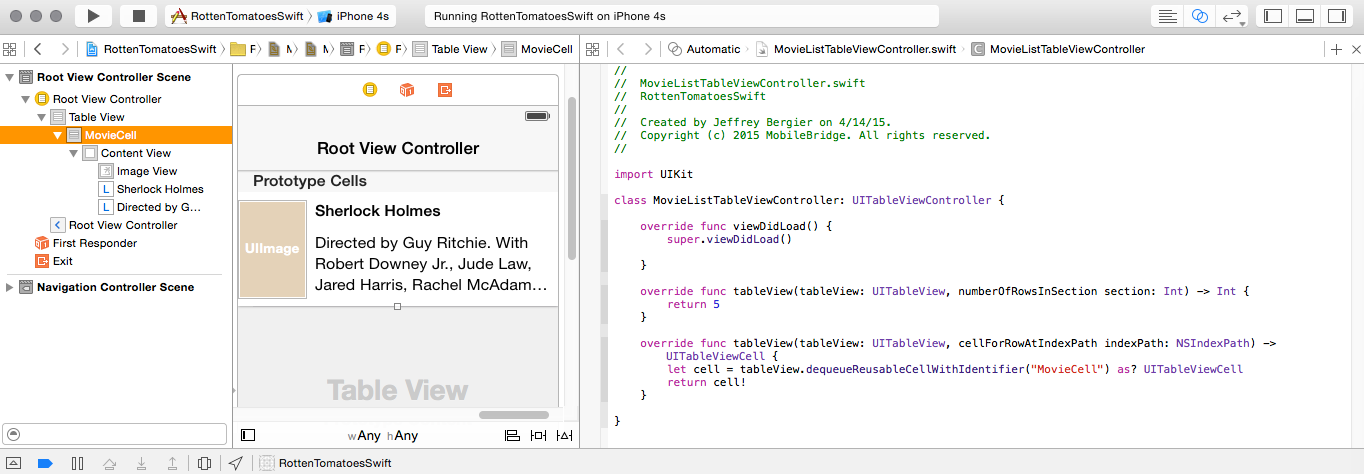 RottenTomatoesSwift › iPhone 4s
Running RottenTomatoesSwift on iPhone 4s
RottenTomatoesSwift F M M F F Table View MovieCell
Automatic MovieListTableViewController.swift C MovieListTableViewController
Root View Controller Scene
Root View Controller
Table View
MovieCell
Content View
Image View
L Sherlock Holmes
L Directed by G…
Root View Controller
First Responder
Exit
Navigation Controller Scene
Root View Controller
Prototype Cells
UIImage
Sherlock Holmes
Directed by Guy Ritchie. With
Robert Downey Jr., Jude Law,
Jared Harris, Rachel McAdam…
Table View
wAny hAny
//
//  MovieListTableViewController.swift
//  RottenTomatoesSwift
//
//  Created by Jeffrey Bergier on 4/14/15.
//  Copyright (c) 2015 MobileBridge. All rights reserved.
//
import UIKit
class MovieListTableViewController: UITableViewController {
override func viewDidLoad() {
super.viewDidLoad()
}
override func tableView(tableView: UITableView, numberOfRowsInSection section: Int) -> Int {
return 5
}
override func tableView(tableView: UITableView, cellForRowAtIndexPath indexPath: NSIndexPath) ->
UITableViewCell {
let cell = tableView.dequeueReusableCellWithIdentifier("MovieCell") as? UITableViewCell
return cell!
}
}
RottenTomatoesSwift